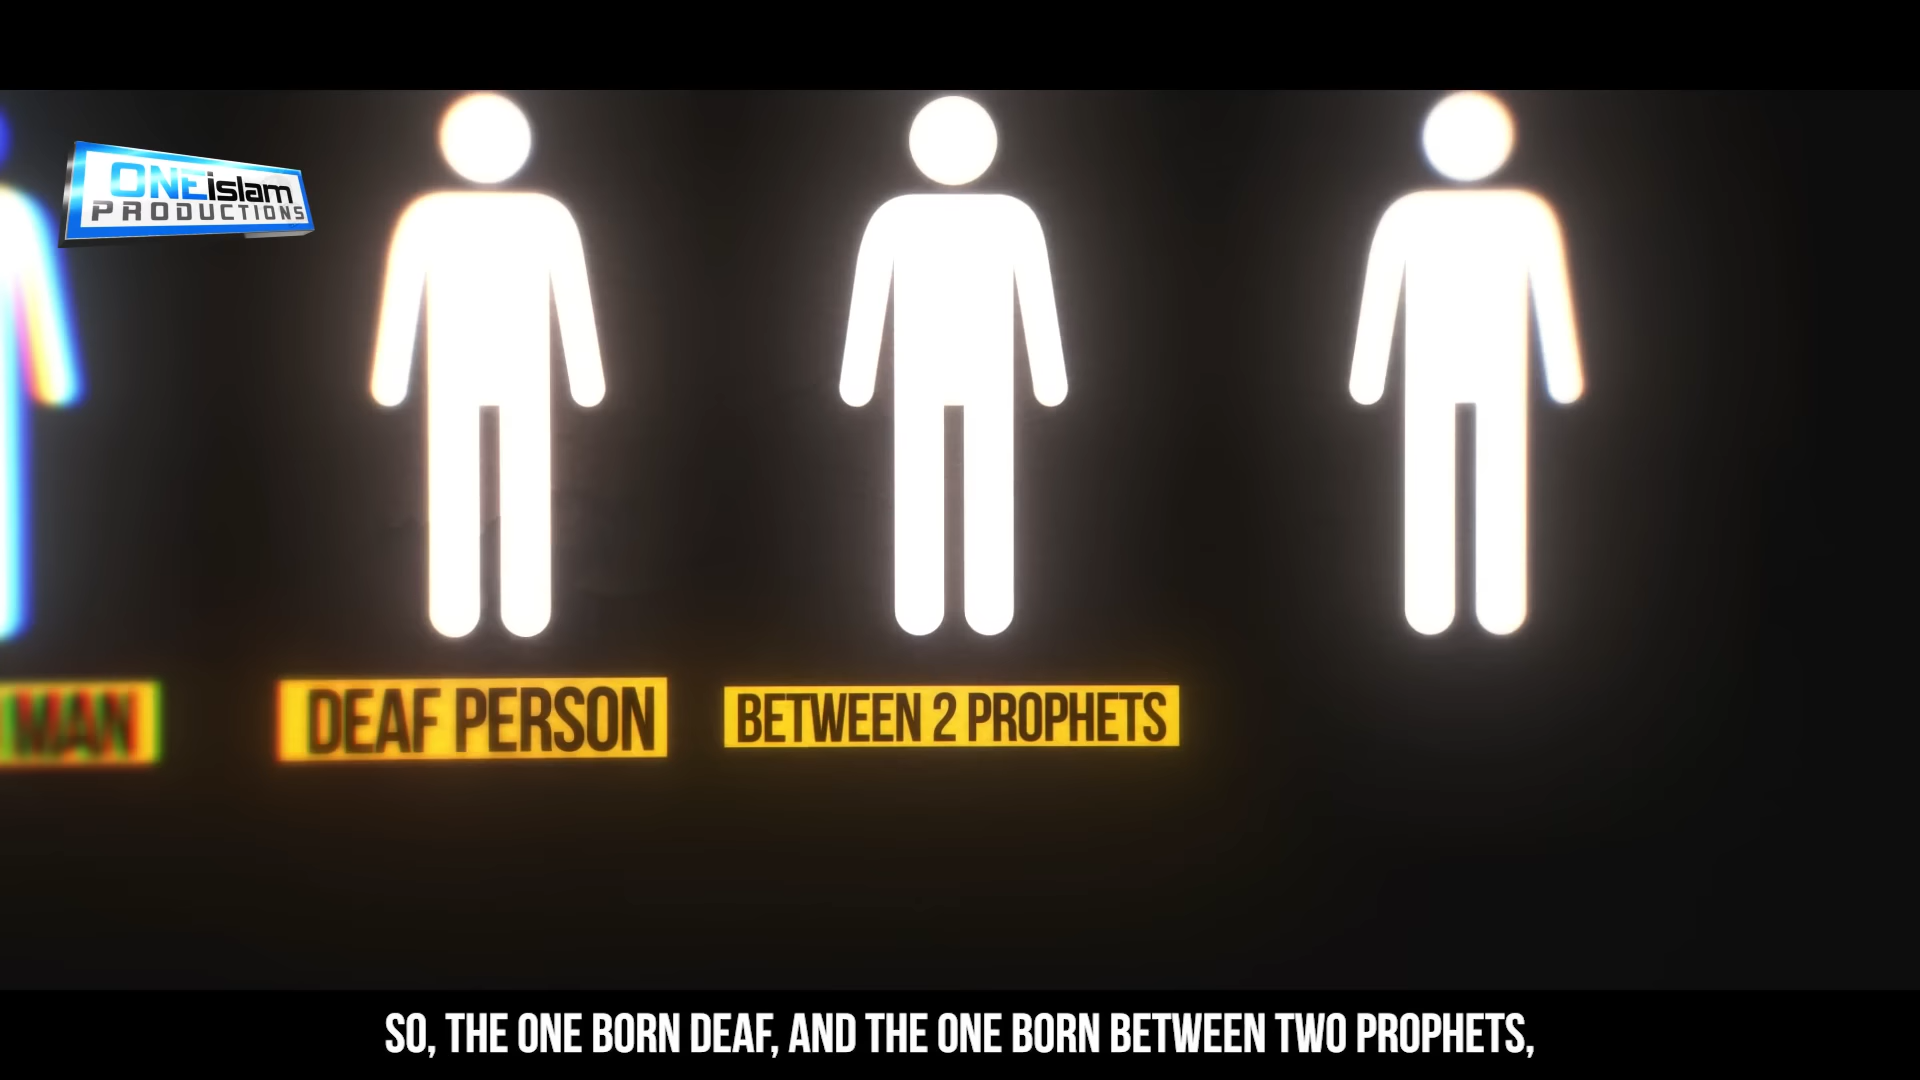 ONEislam
PRODUCTIONS
MAN
DEAF PERSON
BETWEEN 2 PROPHETS
SO, THE ONE BORN DEAF, AND THE ONE BORN BETWEEN TWO PROPHETS,